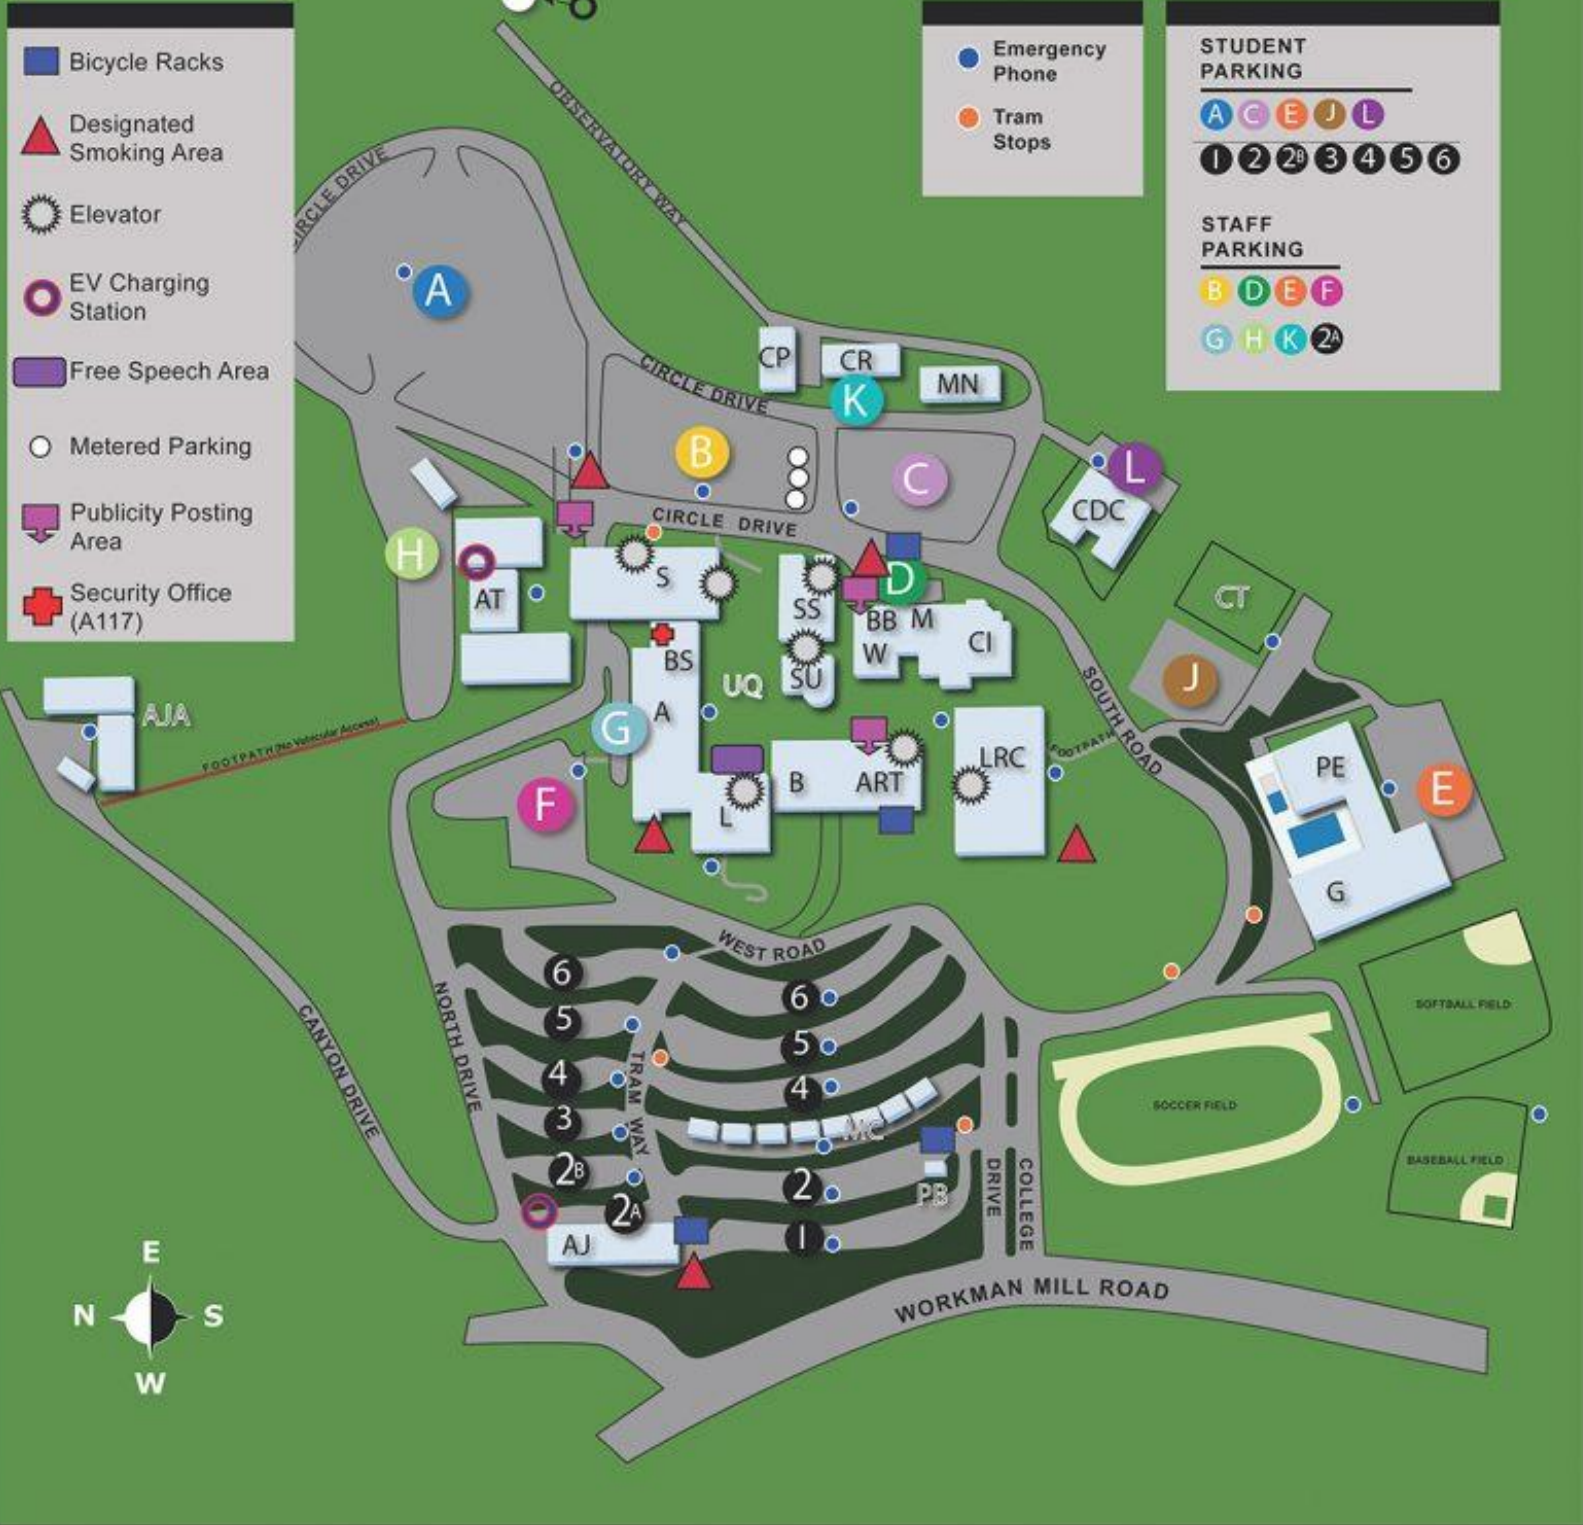 Bicycle Racks
Designated
Smoking Area
Elevator
EV Charging
Station
Free Speech Area
Metered Parking
Publicity Posting
Area
Security Office
(A117)
Emergency
Phone
Tram
Stops
STUDENT
PARKING
A C E J L
1 2 2B 3 4 5 6
STAFF
PARKING
B D E F
G H K 2A
OBSERVATORY WAY
CIRCLE DRIVE
A
CP
CR
MN
K
CIRCLE DRIVE
B
C
L
CDC
CIRCLE DRIVE
H
AT
S
SS
D
BB
M
W
CI
CT
BS
SU
UQ
J
AJA
A
G
SOUTH ROAD
FOOTPATH (No Vehicular Access)
FOOTPATH
LRC
PE
E
F
B
ART
L
G
WEST ROAD
6
6
5
5
4
4
3
2B
2
2A
1
NORTH DRIVE
TRAM WAY
CANYON DRIVE
MC
PB
AJ
COLLEGE
DRIVE
SOFTBALL FIELD
SOCCER FIELD
BASEBALL FIELD
WORKMAN MILL ROAD
E
N
S
W